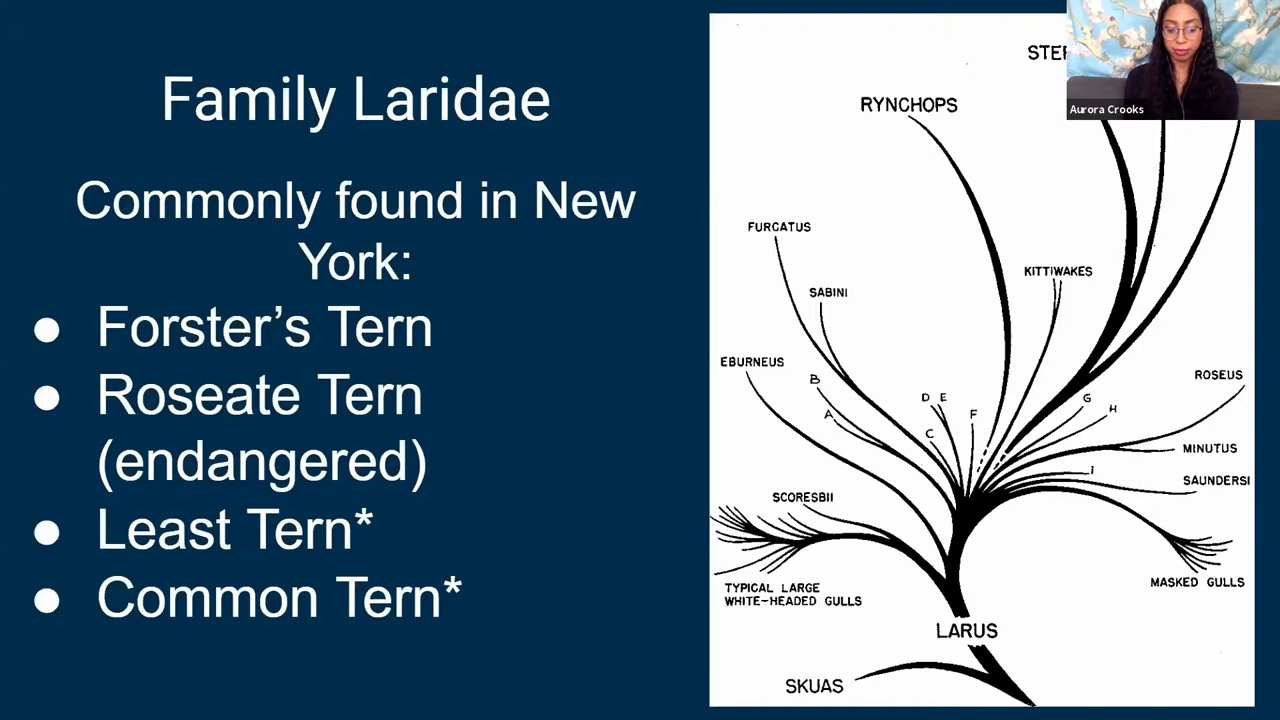 Family Laridae
Commonly found in New
York:
● Forster's Tern
● Roseate Tern
(endangered)
● Least Tern*
● Common Tern*
RYNCHOPS
FURCATUS
KITTIWAKES
SABINI
EBURNEUS
ROSEUS
B
D E
G
A
F
H
C
MINUTUS
I
SAUNDERSI
SCORESBII
TYPICAL LARGE
WHITE-HEADED GULLS
MASKED GULLS
LARUS
SKUAS
Aurora Crooks